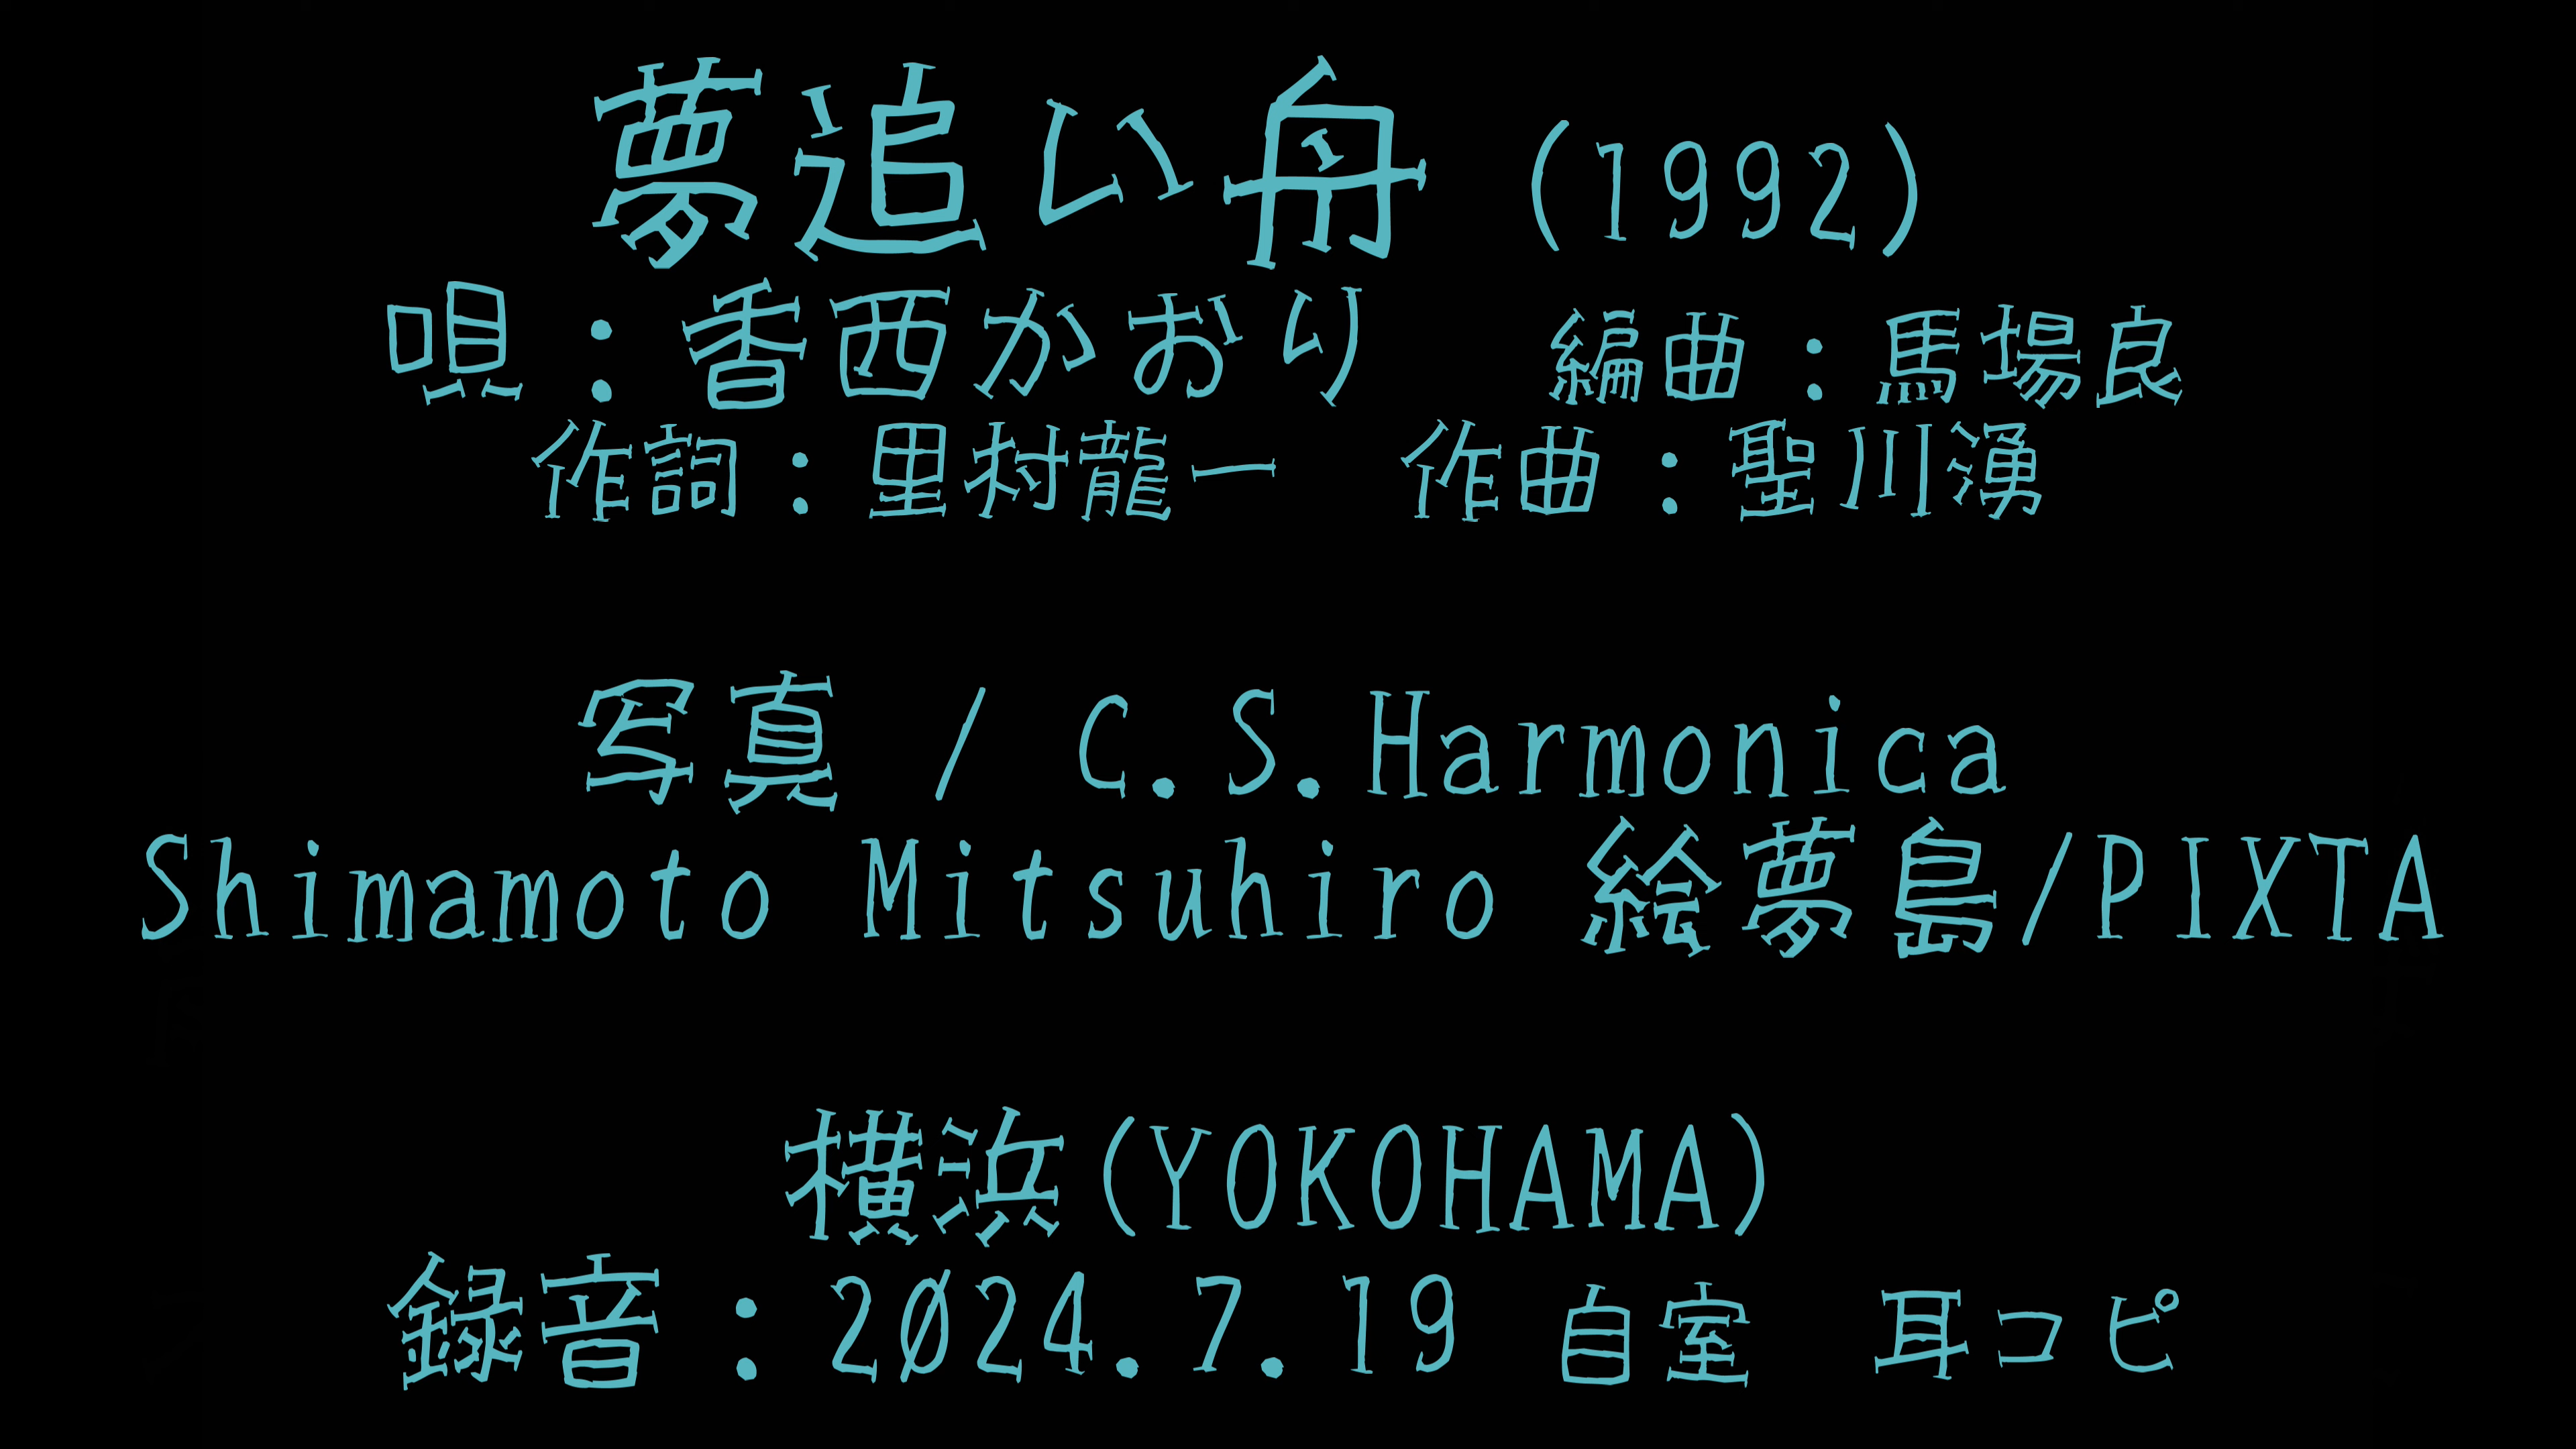 夢追い舟 (1992)
唄：香西かおり　編曲：馬場良
作詞：里村龍一　作曲：聖川湧
写真 / C.S.Harmonica
Shimamoto Mitsuhiro 絵夢島/PIXTA
横浜(YOKOHAMA)
録音：2024.7.19 自室　耳コピ